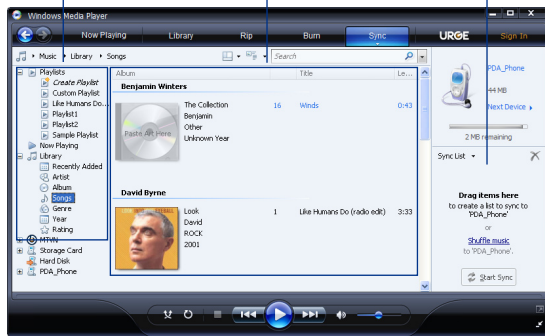 Windows Media Player
Now Playing Library Rip Burn Sync URGE Sign In
Music Library Songs Search
Playlists
Create Playlist
Custom Playlist
Like Humans Do...
Playlist1
Playlist2
Sample Playlist
Now Playing
Library
Recently Added
Artist
Album
Songs
Genre
Year
Rating
MTVN
Storage Card
Hard Disk
PDA_Phone
Album Title Le...
Benjamin Winters
Paste Art Here
The Collection 16 Winds 0:43
Benjamin
Other
Unknown Year
David Byrne
Look 1 Like Humans Do (radio edit) 3:33
David
ROCK
2001
PDA_Phone
44 MB
Next Device
2 MB remaining
Sync List
Drag items here
to create a list to sync to
'PDA_Phone'
or
Shuffle music
to 'PDA_Phone'.
Start Sync